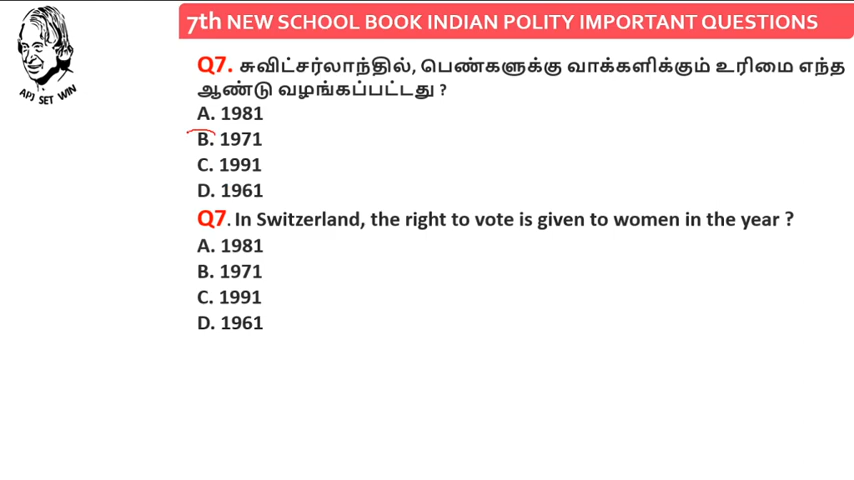 7th NEW SCHOOL BOOK INDIAN POLITY IMPORTANT QUESTIONS
APJ SET WIN
Q7. சுவிட்சர்லாந்தில், பெண்களுக்கு வாக்களிக்கும் உரிமை எந்த
ஆண்டு வழங்கப்பட்டது ?
A. 1981
B. 1971
C. 1991
D. 1961
Q7. In Switzerland, the right to vote is given to women in the year ?
A. 1981
B. 1971
C. 1991
D. 1961